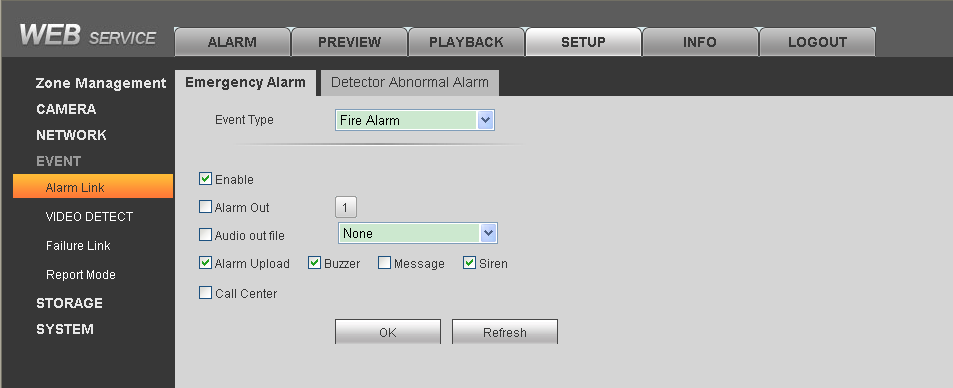 WEB SERVICE
ALARM PREVIEW PLAYBACK SETUP INFO LOGOUT
Zone Management
CAMERA
NETWORK
EVENT
Alarm Link
VIDEO DETECT
Failure Link
Report Mode
STORAGE
SYSTEM
Emergency Alarm Detector Abnormal Alarm
Event Type Fire Alarm
Enable
Alarm Out 1
Audio out file None
Alarm Upload Buzzer Message Siren
Call Center
OK Refresh